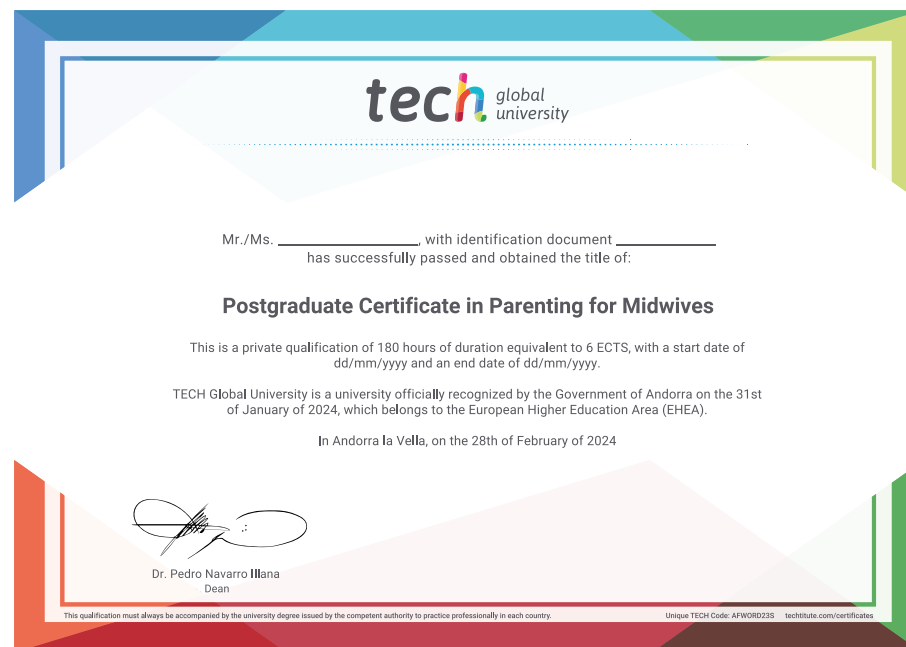 tech global
university
Mr./Ms. ____________, with identification document ____________
has successfully passed and obtained the title of:
Postgraduate Certificate in Parenting for Midwives
This is a private qualification of 180 hours of duration equivalent to 6 ECTS, with a start date of
dd/mm/yyyy and an end date of dd/mm/yyyy.
TECH Global University is a university officially recognized by the Government of Andorra on the 31st
of January of 2024, which belongs to the European Higher Education Area (EHEA).
In Andorra la Vella, on the 28th of February of 2024
Dr. Pedro Navarro Illana
Dean
This qualification must always be accompanied by the university degree issued by the competent authority to practice professionally in each country.
Unique TECH Code: AFWORD23S techtitute.com/certificates